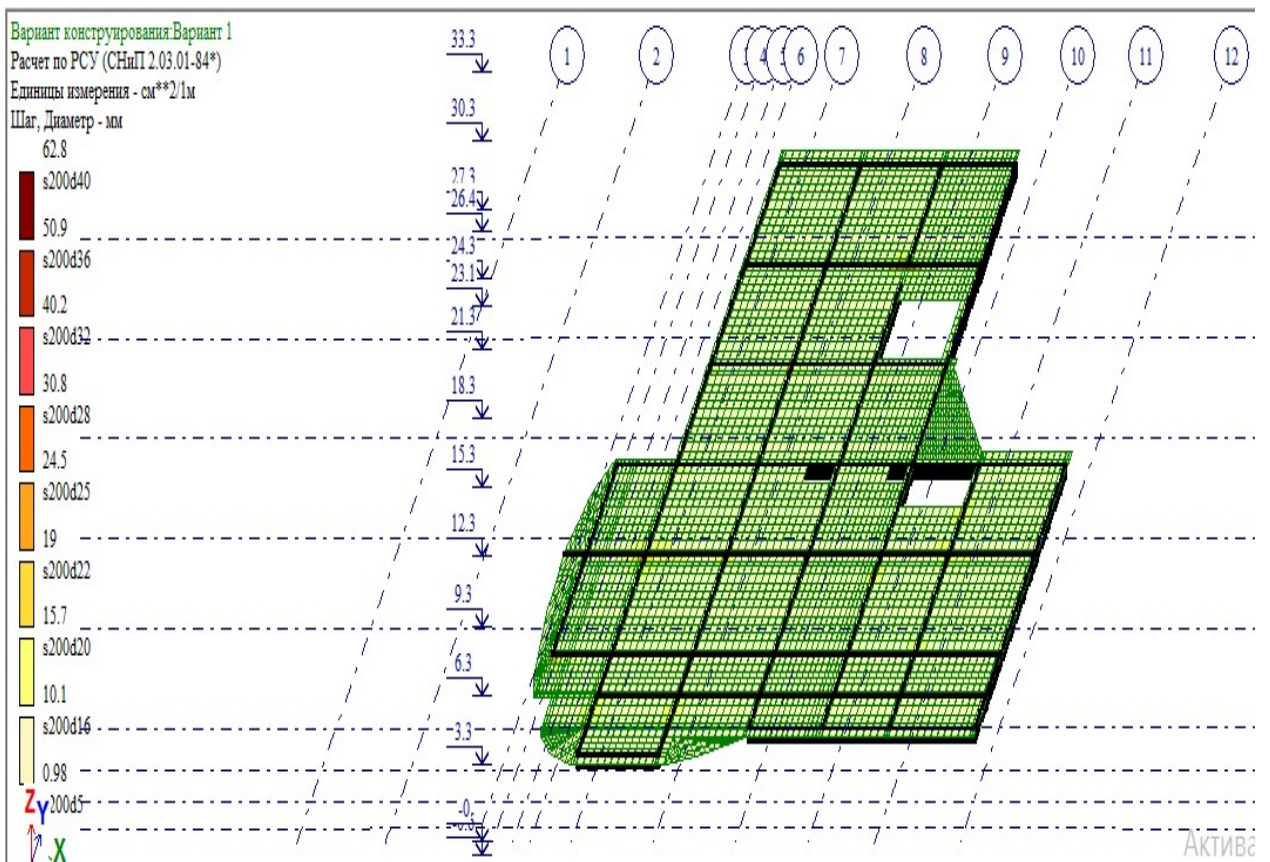 Вариант конструирования:Вариант 1
Расчет по РСУ (СНиП 2.03.01-84*)
Единицы измерения - см**2/1м
Шаг, Диаметр - мм
62.8
s200d40
50.9
s200d36
40.2
s200d32
30.8
s200d28
24.5
s200d25
19
s200d22
15.7
s200d20
10.1
s200d16
0.98
200d5
Z
Y
X
33.3
30.3
27.3
26.4
24.3
23.1
21.3
18.3
15.3
12.3
9.3
6.3
3.3
1 2 3 4 5 6 7 8 9 10 11 12
Актива